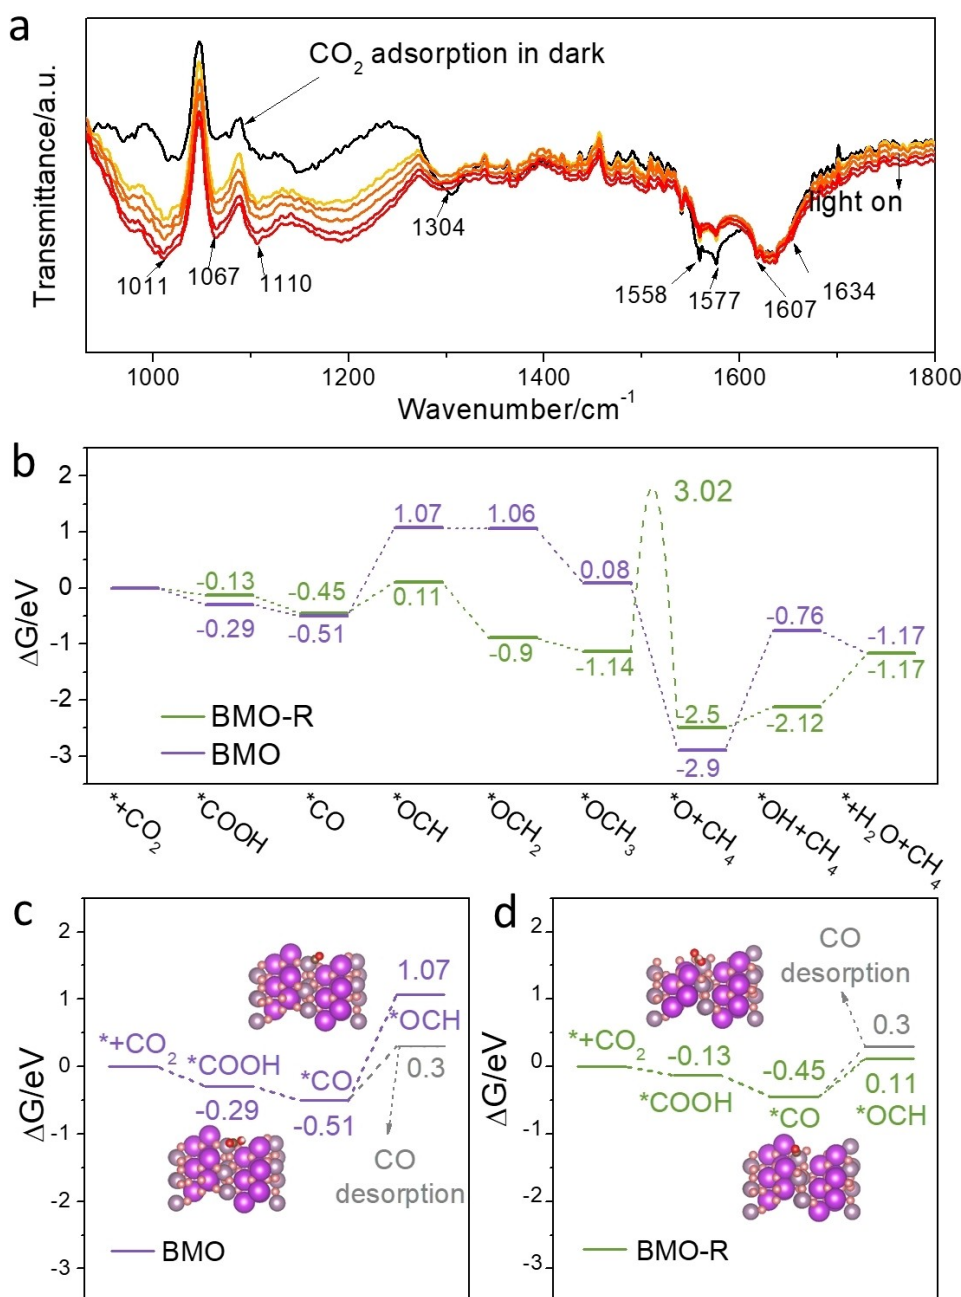 a
CO2 adsorption in dark
Transmittance/a.u.
1011
1067
1110
1304
1558
1577
1607
1634
light on
1000
1200
1400
1600
1800
Wavenumber/cm-1
b
ΔG/eV
2
1
0
-1
-2
-3
-0.13
-0.29
-0.45
-0.51
1.07
0.11
1.06
-0.9
0.08
-1.14
3.02
-2.5
-2.9
-0.76
-2.12
-1.17
-1.17
BMO-R
BMO
*+CO2
*COOH
*CO
*OCH
*OCH2
*OCH3
*O+CH4
*OH+CH4
*+H2O+CH4
c
ΔG/eV
2
1
0
-1
-2
-3
*+CO2
*COOH
-0.29
*CO
-0.51
1.07
*OCH
0.3
CO
desorption
BMO
d
ΔG/eV
2
1
0
-1
-2
-3
CO
desorption
*+CO2
-0.13
*COOH
-0.45
*CO
0.3
0.11
*OCH
BMO-R